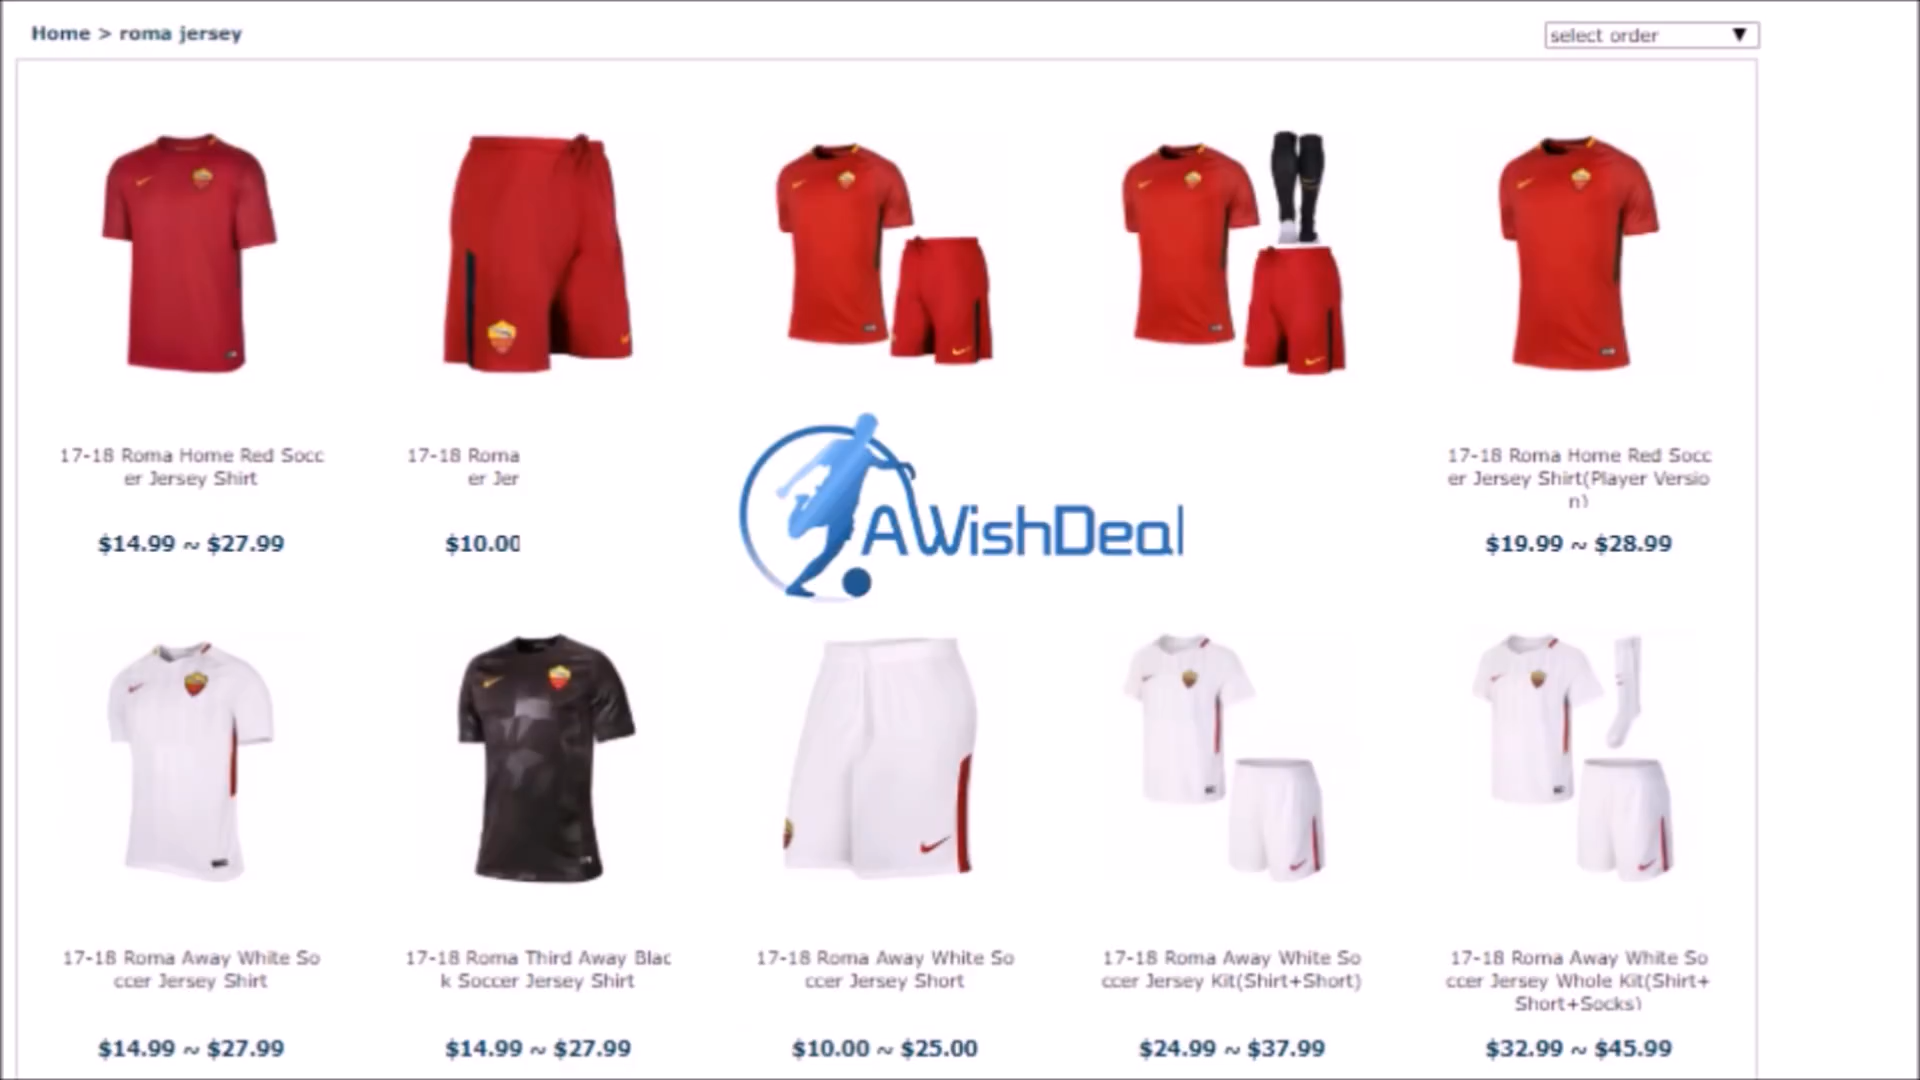 Home > roma jersey
select order
17-18 Roma Home Red Socc
er Jersey Shirt
$14.99 ~ $27.99
17-18 Roma
er Jer
$10.00
AWishDeal
17-18 Roma Home Red Socc
er Jersey Shirt(Player Versio
n)
$19.99 ~ $28.99
17-18 Roma Away White So
ccer Jersey Shirt
$14.99 ~ $27.99
17-18 Roma Third Away Blac
k Soccer Jersey Shirt
$14.99 ~ $27.99
17-18 Roma Away White So
ccer Jersey Short
$10.00 ~ $25.00
17-18 Roma Away White So
ccer Jersey Kit(Shirt+Short)
$24.99 ~ $37.99
17-18 Roma Away White So
ccer Jersey Whole Kit(Shirt+
Short+Socks)
$32.99 ~ $45.99